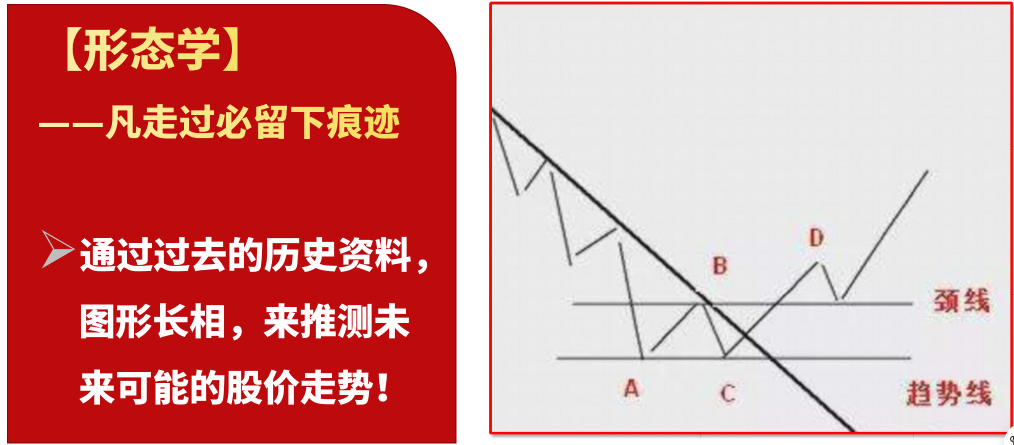 【形态学】
——凡走过必留下痕迹
通过过去的历史资料，
图形长相，来推测未
来可能的股价走势！
D
B
颈线
A
C
趋势线